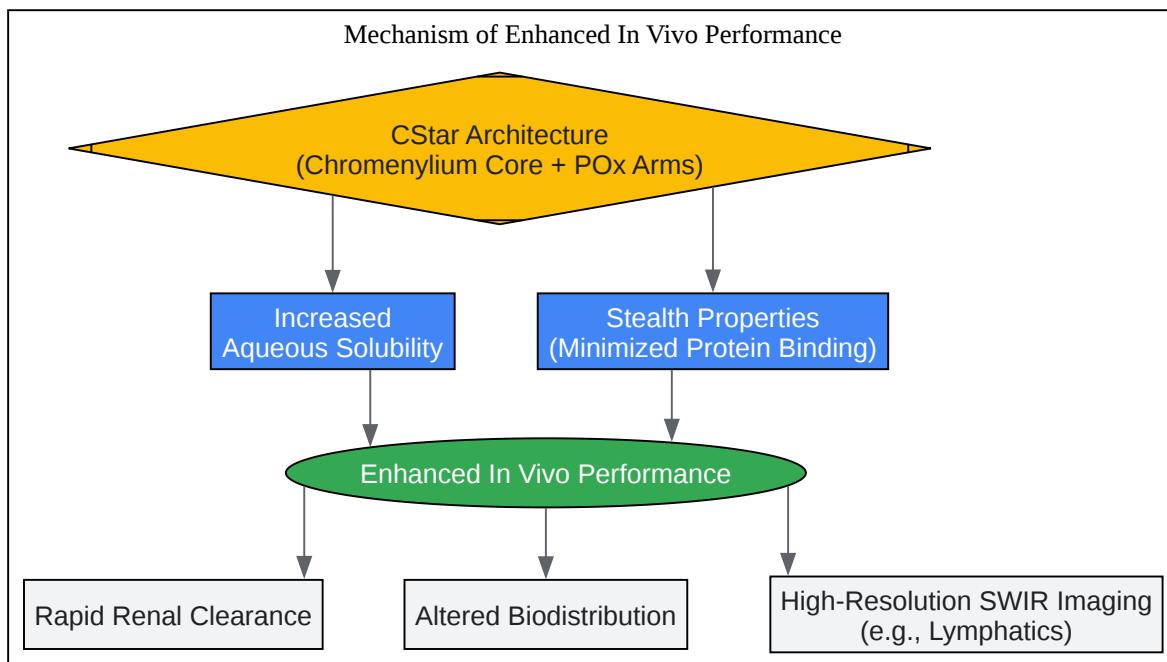 Mechanism of Enhanced In Vivo Performance
CStar Architecture
(Chromenylium Core + POx Arms)
Increased
Aqueous Solubility
Stealth Properties
(Minimized Protein Binding)
Enhanced In Vivo Performance
Rapid Renal Clearance
Altered Biodistribution
High-Resolution SWIR Imaging
(e.g., Lymphatics)